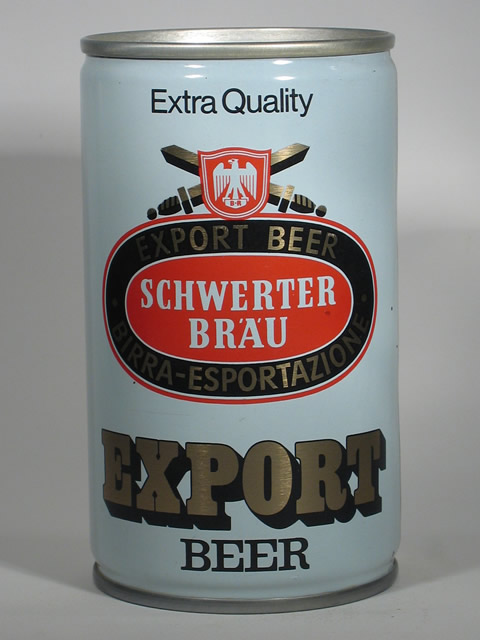 Extra Quality
B·R
EXPORT BEER
SCHWERTER
BRÄU
BIRRA-ESPORTAZIONE
EXPORT
BEER